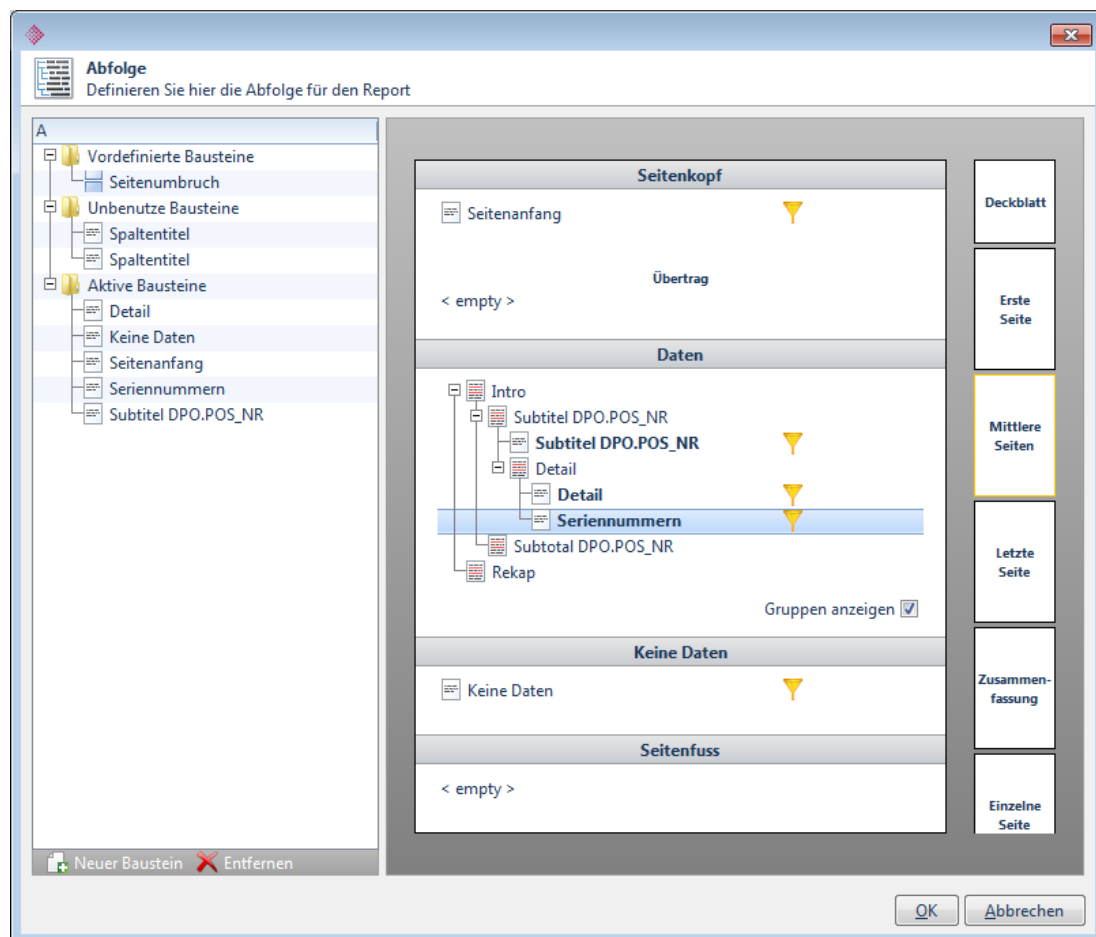 Abfolge
Definieren Sie hier die Abfolge für den Report
A
Vordefinierte Bausteine
Seitenumbruch
Unbenutze Bausteine
Spaltentitel
Spaltentitel
Aktive Bausteine
Detail
Keine Daten
Seitenanfang
Seriennummern
Subtitel DPO.POS_NR
Neuer Baustein
Entfernen
Seitenkopf
Seitenanfang
Übertrag
< empty >
Daten
Intro
Subtitel DPO.POS_NR
Subtitel DPO.POS_NR
Detail
Detail
Seriennummern
Subtotal DPO.POS_NR
Rekap
Gruppen anzeigen
Keine Daten
Keine Daten
Seitenfuss
< empty >
Deckblatt
Erste
Seite
Mittlere
Seiten
Letzte
Seite
Zusammen-
fassung
Einzelne
Seite
OK
Abbrechen